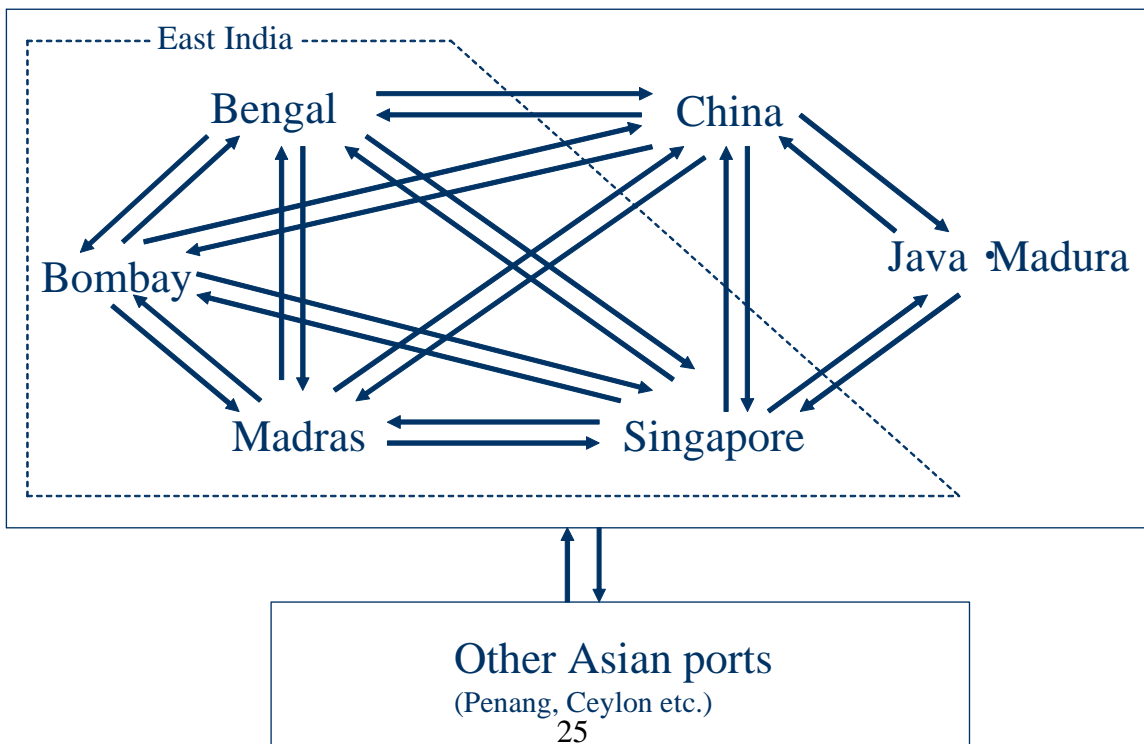 East India
Bengal
China
Bombay
Java •Madura
Madras
Singapore
Other Asian ports
(Penang, Ceylon etc.)
25